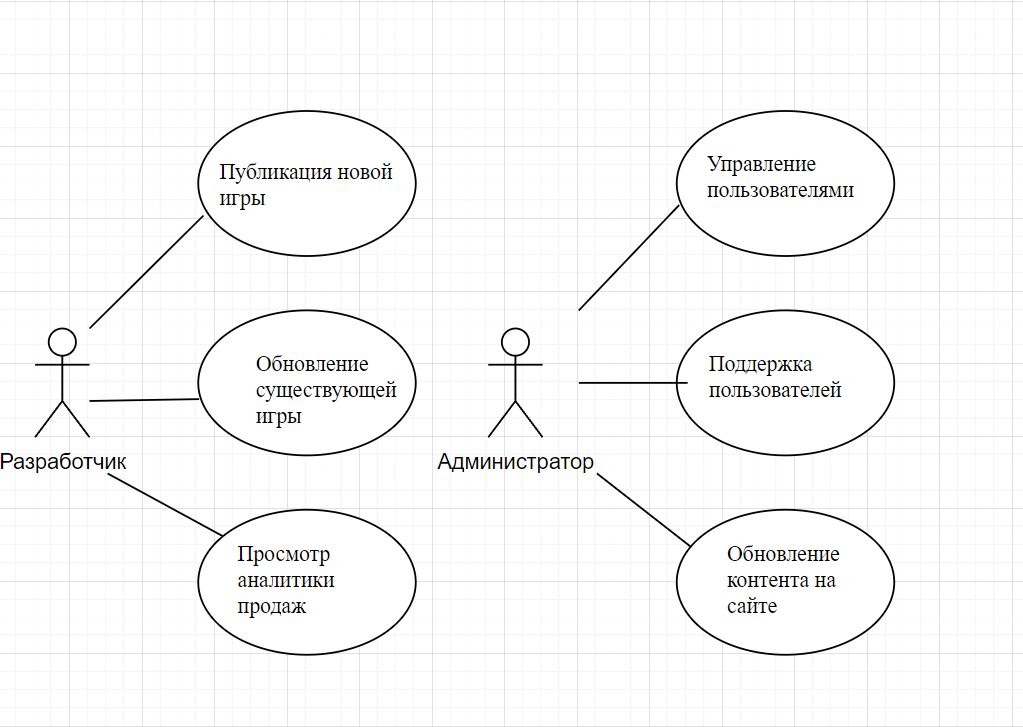 Публикация новой
игры
Обновление
существующей
игры
Разработчик
Просмотр
аналитики
продаж
Управление
пользователями
Поддержка
пользователей
Администратор
Обновление
контента на
сайте